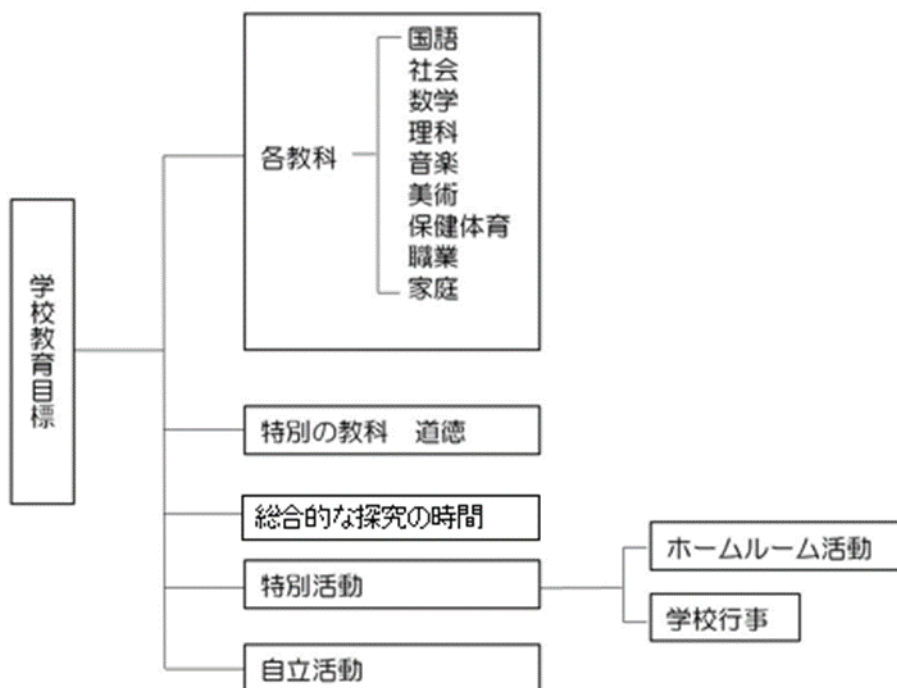 学校教育目標
各教科
国語
社会
数学
理科
音楽
美術
保健体育
職業
家庭
特別の教科　道徳
総合的な探究の時間
特別活動
ホームルーム活動
学校行事
自立活動